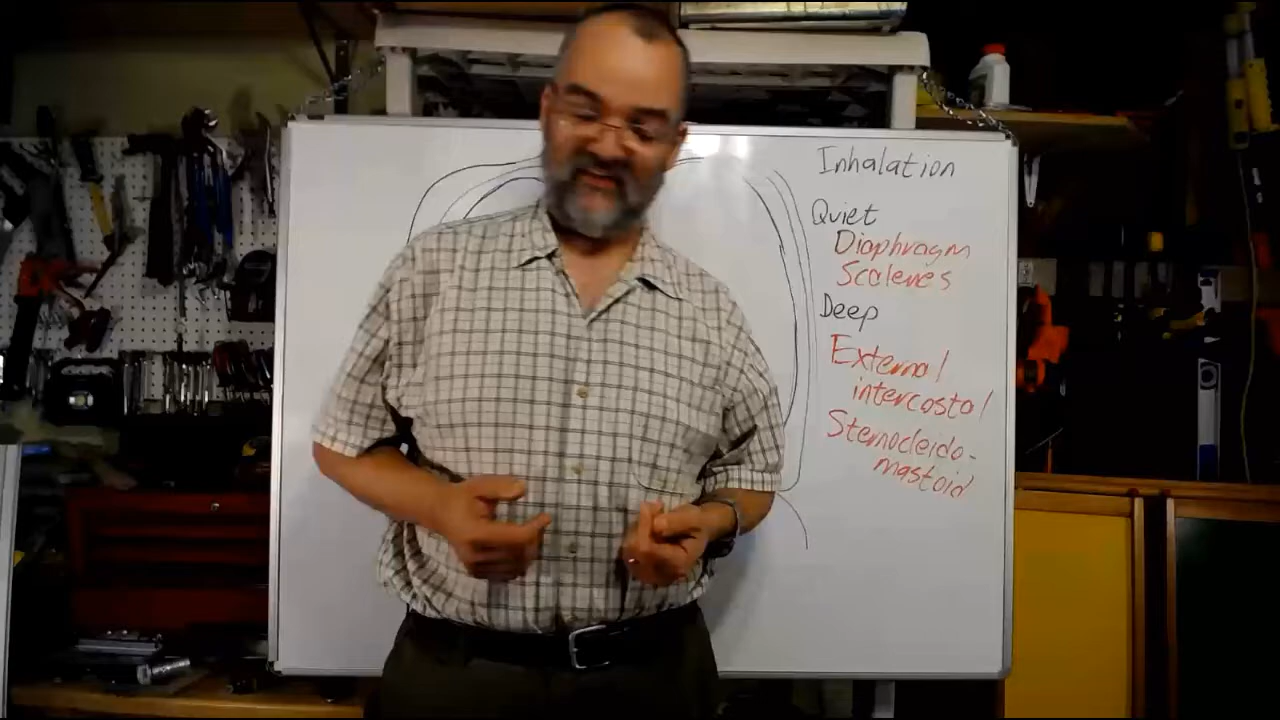 Inhalation
Quiet
Diaphragm
Scalenes
Deep
External
intercostal
Sternocleido-
mastoid